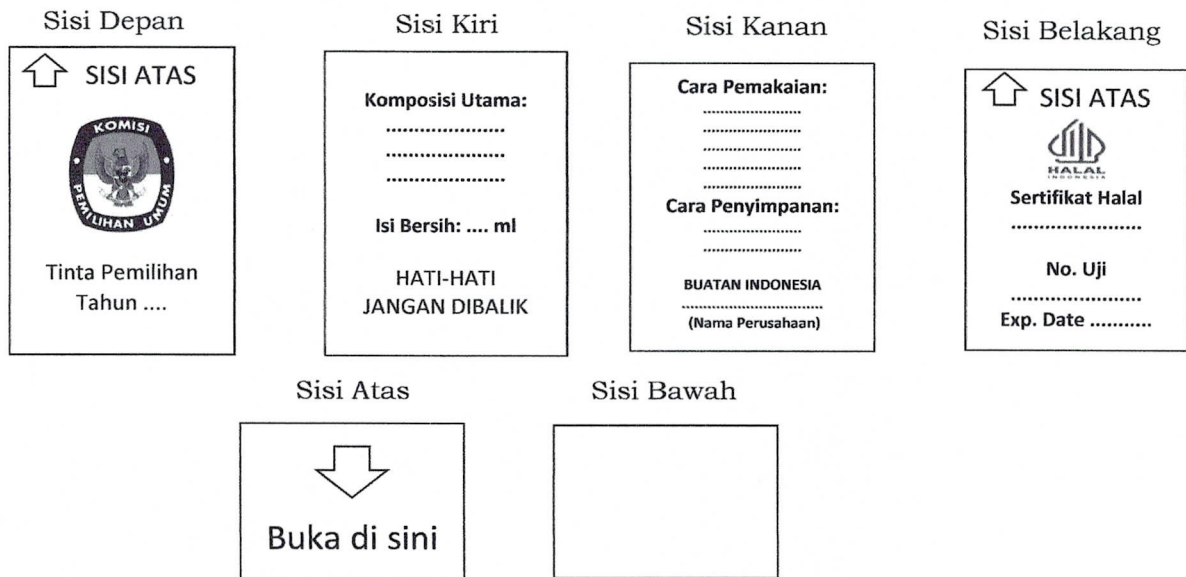 Sisi Depan
SISI ATAS
KOMISI
PEMILIHAN UMUM
Tinta Pemilihan
Tahun ....
Sisi Kiri
Komposisi Utama:
.....................
.....................
.....................
Isi Bersih: .... ml
HATI-HATI
JANGAN DIBALIK
Sisi Kanan
Cara Pemakaian:
.......................
.......................
.......................
.......................
.......................
Cara Penyimpanan:
.......................
.......................
BUATAN INDONESIA
.................................
(Nama Perusahaan)
Sisi Belakang
SISI ATAS
HALAL
INDONESIA
Sertifikat Halal
.......................
No. Uji
.......................
Exp. Date ...........
Sisi Atas
Buka di sini
Sisi Bawah